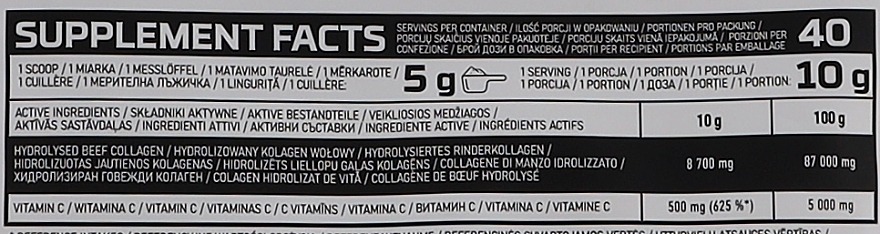 SUPPLEMENT FACTS
SERVINGS PER CONTAINER / ILOŚĆ PORCJI W OPAKOWANIU / PORTIONEN PRO PACKUNG /
PORCIJŲ SKAIČIUS VIENOJE PAKUOTĖJE / PORCIJU SKAITS VIENĀ IEPAKOJUMĀ / PORZIONI PER
CONFEZIONE / БРОЙ ДОЗИ В ОПАКОВКА / PORȚII PER RECIPIENT / PORTIONS PAR EMBALLAGE
40
1 SCOOP / 1 MIARKA / 1 MESSLÖFFEL / 1 MATAVIMO TAURELĖ / 1 MĒRKAROTE /
1 CUILLÈRE / 1 МЕРИТЕЛНА ЛЪЖИЧКА / 1 LINGURIȚĂ / 1 CUILLÈRE:
5 g
1 SERVING / 1 PORCJA / 1 PORTION / 1 PORCIJA /
1 PORCIJA / 1 PORTION / 1 ДОЗА / 1 PORȚIE / 1 PORTION:
10 g
ACTIVE INGREDIENTS / SKŁADNIKI AKTYWNE / AKTIVE BESTANDTEILE / VEIKLIOSIOS MEDŽIAGOS /
AKTĪVĀS SASTĀVDAĻAS / INGREDIENTI ATTIVI / АКТИВНИ СЪСТАВКИ / INGREDIENTE ACTIVE / INGRÉDIENTS ACTIFS
10 g
100 g
HYDROLYSED BEEF COLLAGEN / HYDROLIZOWANY KOLAGEN WOŁOWY / HYDROLYSIERTES RINDERKOLLAGEN /
HIDROLIZUOTAS JAUTIENOS KOLAGENAS / HIDROLIZĒTS LIELLOPU GAĻAS KOLAGĒNS / COLLAGENE DI MANZO IDROLIZZATO /
ХИДРОЛИЗИРАН ГОВЕЖДИ КОЛАГЕН / COLAGEN HIDROLIZAT DE VITĂ / COLLAGÈNE DE BŒUF HYDROLYSÉ
8 700 mg
87 000 mg
VITAMIN C / WITAMINA C / VITAMIN C / VITAMINAS C / C VITAMĪNS / VITAMINA C / ВИТАМИН C / VITAMINA C / VITAMINE C
500 mg (625 %*)
5 000 mg